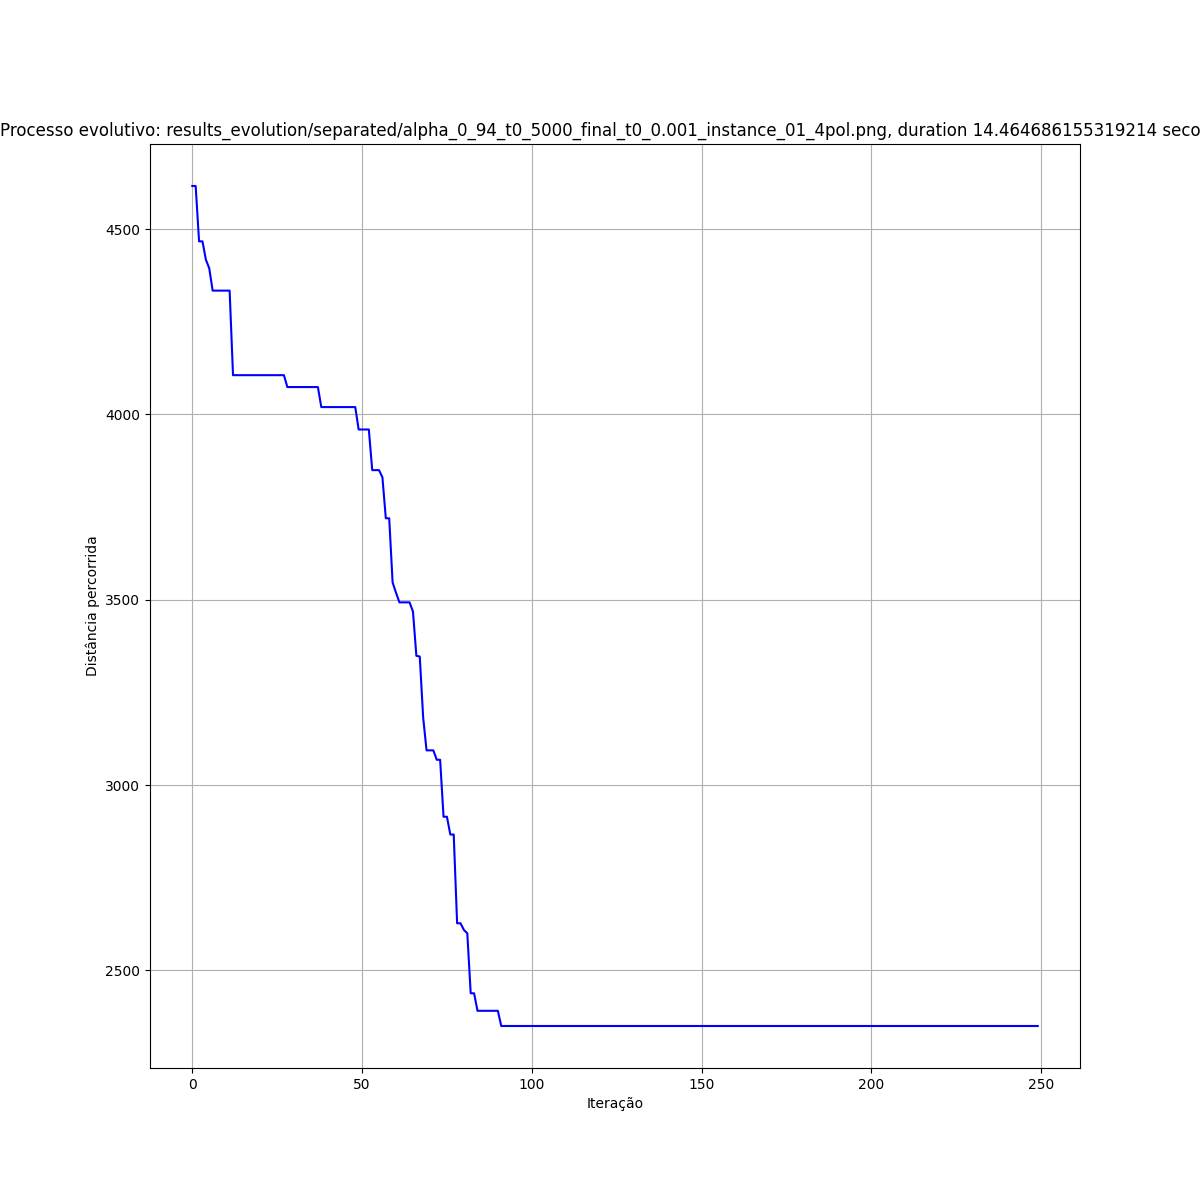 Processo evolutivo: results_evolution/separated/alpha_0_94_t0_5000_final_t0_0.001_instance_01_4pol.png, duration 14.464686155319214 seco
4500
4000
3500
3000
2500
Distância percorrida
0 50 100 150 200 250
Iteração